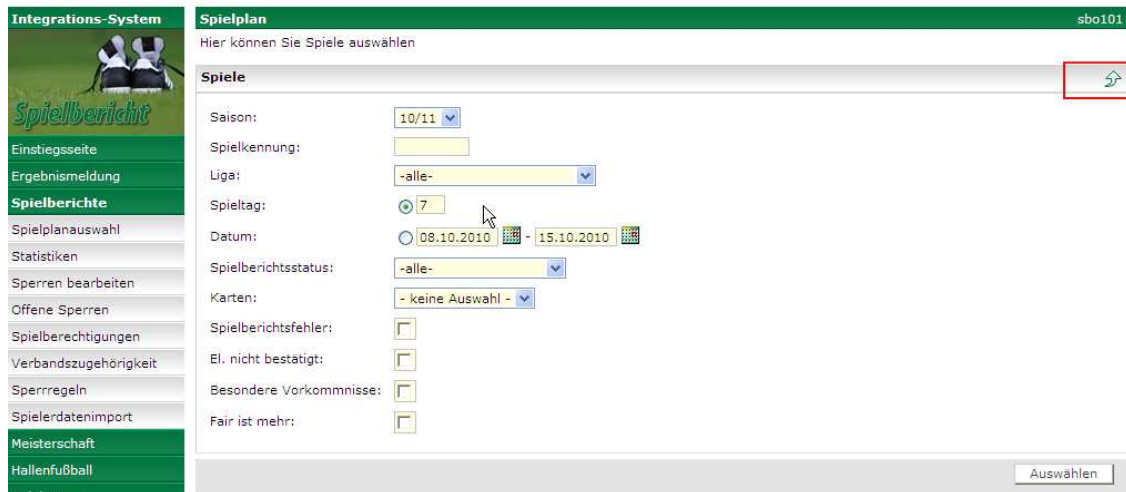 Integrations-System
Spielbericht
Einstiegsseite
Ergebnismeldung
Spielberichte
Spielplanauswahl
Statistiken
Sperren bearbeiten
Offene Sperren
Spielberechtigungen
Verbandszugehörigkeit
Sperrregeln
Spielerdatenimport
Meisterschaft
Hallenfußball
Spielplan sbo101
Hier können Sie Spiele auswählen
Spiele
Saison: 10/11
Spielkennung:
Liga: -alle-
Spieltag: 7
Datum: 08.10.2010 - 15.10.2010
Spielberichtsstatus: -alle-
Karten: - keine Auswahl -
Spielberichtsfehler:
El. nicht bestätigt:
Besondere Vorkommnisse:
Fair ist mehr:
Auswählen